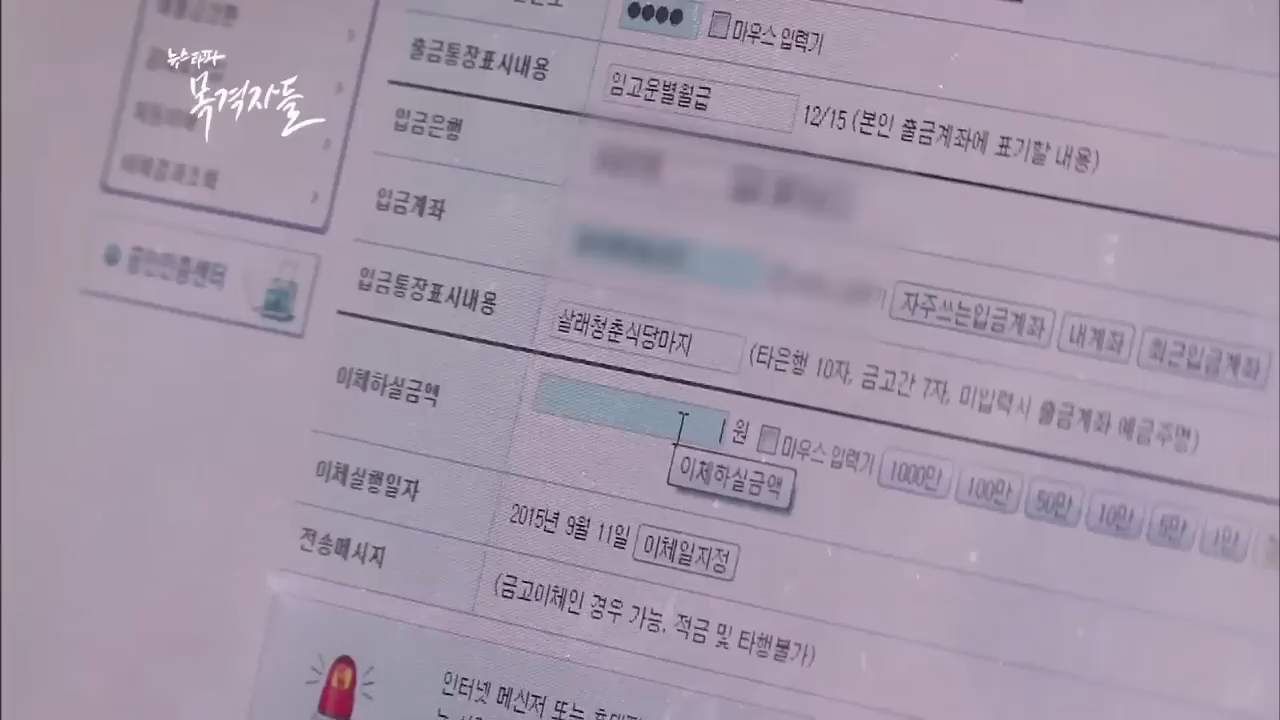 뉴스타파
목격자들
마우스 입력기
출금통장표시내용
임고운별월급
12/15 (본인 출금계좌에 표기할 내용)
입금은행
입금계좌
자주쓰는입금계좌 내계좌 최근입금계좌
입금통장표시내용
살래청춘식당마지
(타은행 10자, 금고간 7자, 미입력시 출금계좌 예금주명)
이체하실금액
원 마우스 입력기 1000만 100만 50만 10만 5만 1만
이체하실금액
이체실행일자
2015년 9월 11일 이체일지정
전송메시지
(금고이체인 경우 가능, 적금 및 타행불가)
인터넷 메신저 또는